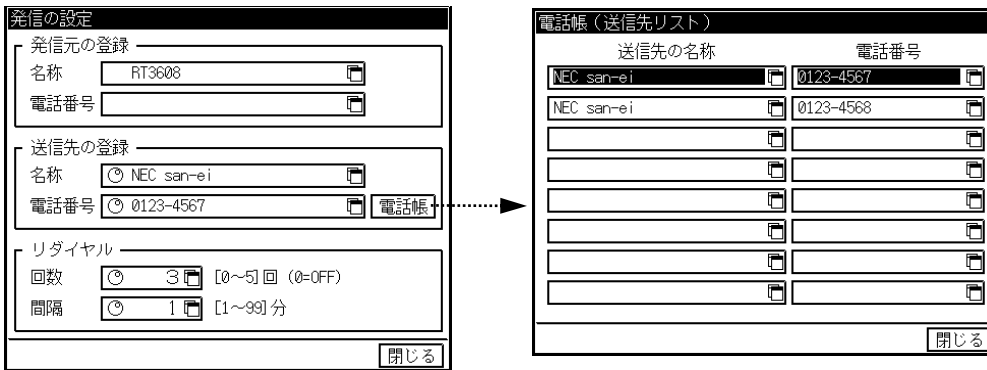 発信の設定
発信元の登録
名称 RT3608
電話番号
送信先の登録
名称 NEC san-ei
電話番号 0123-4567 電話帳
リダイヤル
回数 3 [0～5]回 (0=OFF)
間隔 1 [1～99]分
閉じる
電話帳（送信先リスト）
送信先の名称 電話番号
NEC san-ei 0123-4567
NEC san-ei 0123-4568
閉じる